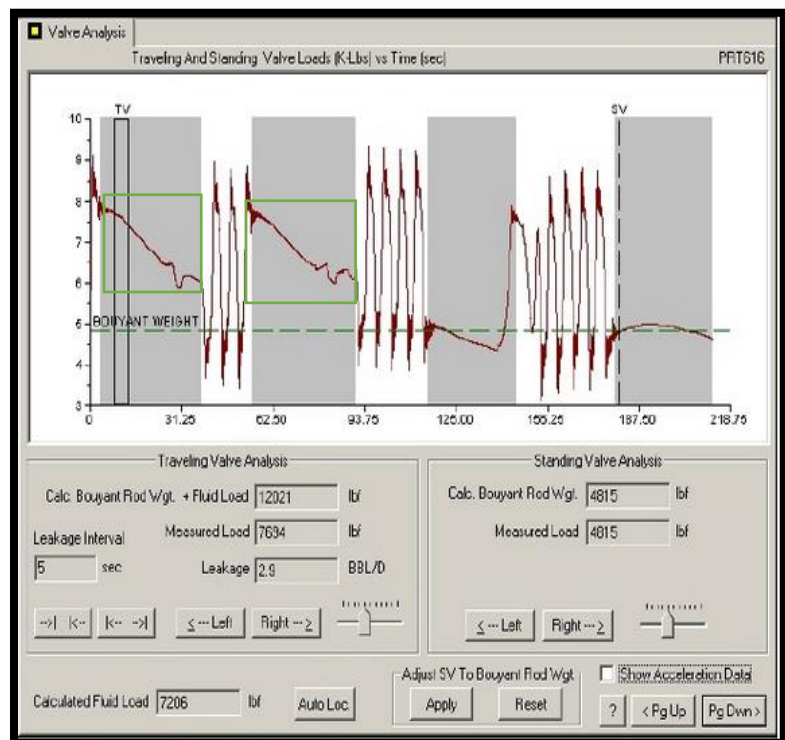 Valve Analysis
Traveling And Standing Valve Loads (K-Lbs) vs Time (sec)
PRT616
TV
SV
10
9
8
7
6
5
4
3
BOUYANT WEIGHT
0 31.25 62.50 93.75 125.00 156.25 187.50 218.75
Traveling Valve Analysis
Calc. Bouyant Rod Wgt. + Fluid Load 12021 lbf
Measured Load 7694 lbf
Leakage Interval
5 sec
Leakage 2.9 BBL/D
-->| |<-- |<-- -->| < --- Left Right --- >
Standing Valve Analysis
Calc. Bouyant Rod Wgt. 4815 lbf
Measured Load 4815 lbf
< --- Left Right --- >
Calculated Fluid Load 7206 lbf
Auto Loc.
Adjust SV To Bouyant Rod Wgt
Apply Reset
Show Acceleration Data
? < Pg Up Pg Dwn >